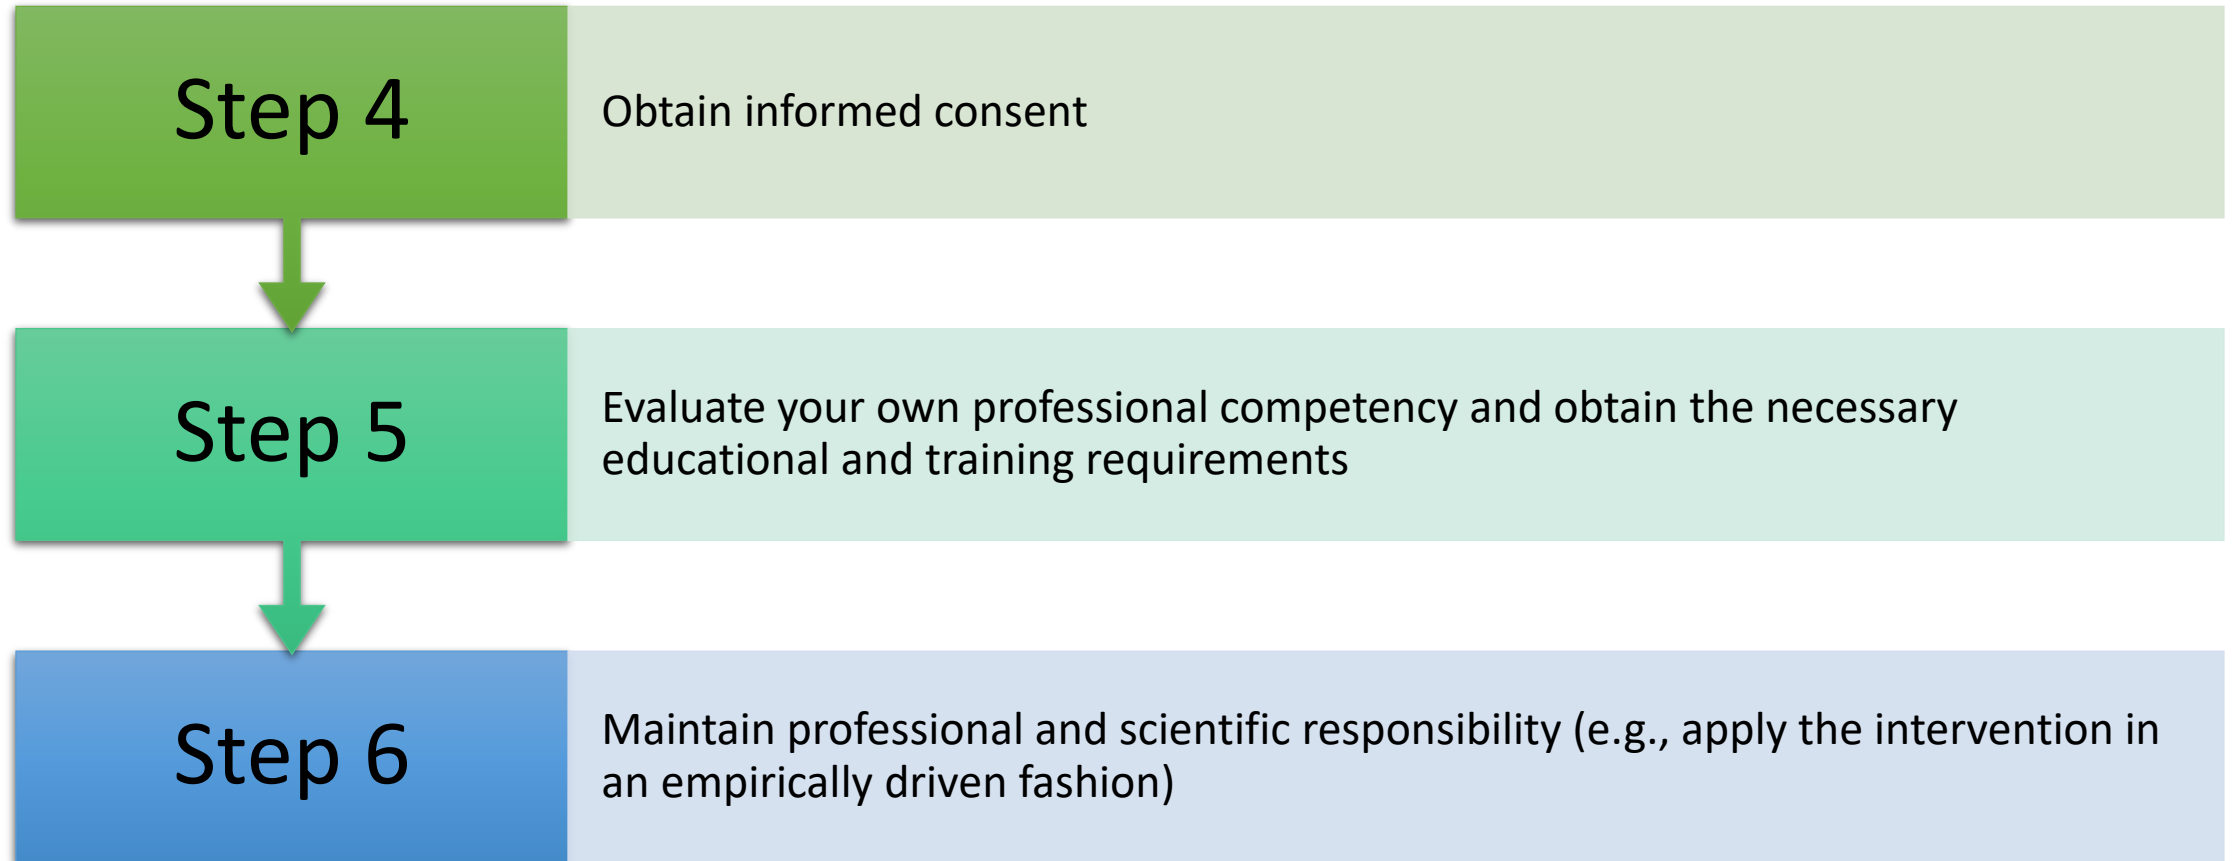 Step 4
Obtain informed consent
Step 5
Evaluate your own professional competency and obtain the necessary
educational and training requirements
Step 6
Maintain professional and scientific responsibility (e.g., apply the intervention in
an empirically driven fashion)